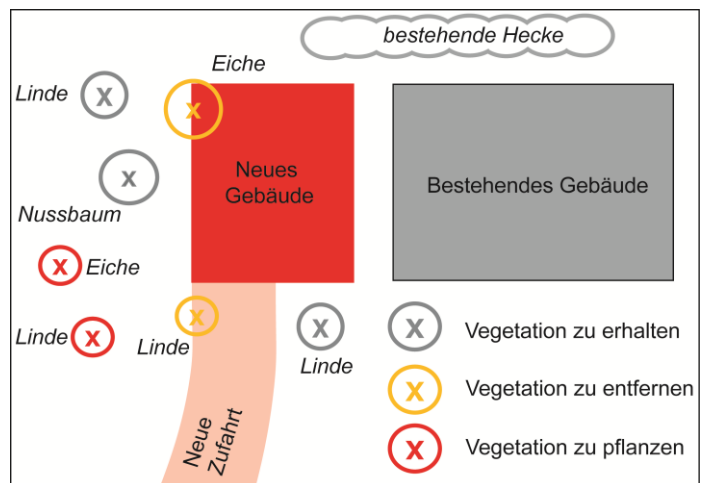 bestehende Hecke
Eiche
Linde
x
x
Neues
Gebäude
Bestehendes Gebäude
x
Nussbaum
x
Eiche
x
Linde
x
Linde
x
Linde
x
Vegetation zu erhalten
x
Vegetation zu entfernen
x
Vegetation zu pflanzen
Neue
Zufahrt